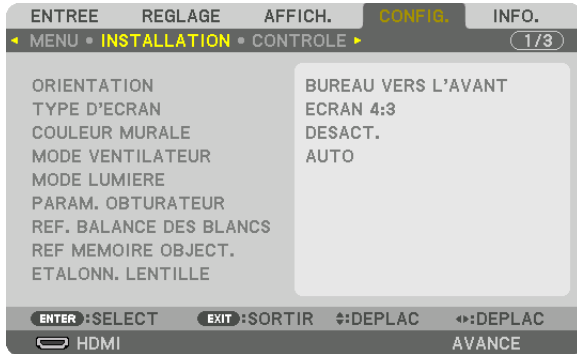 ENTREE REGLAGE AFFICH. CONFIG. INFO.
MENU • INSTALLATION • CONTROLE 1/3
ORIENTATION BUREAU VERS L'AVANT
TYPE D'ECRAN ECRAN 4:3
COULEUR MURALE DESACT.
MODE VENTILATEUR AUTO
MODE LUMIERE
PARAM. OBTURATEUR
REF. BALANCE DES BLANCS
REF MEMOIRE OBJECT.
ETALONN. LENTILLE
ENTER :SELECT EXIT :SORTIR :DEPLAC :DEPLAC
HDMI AVANCE